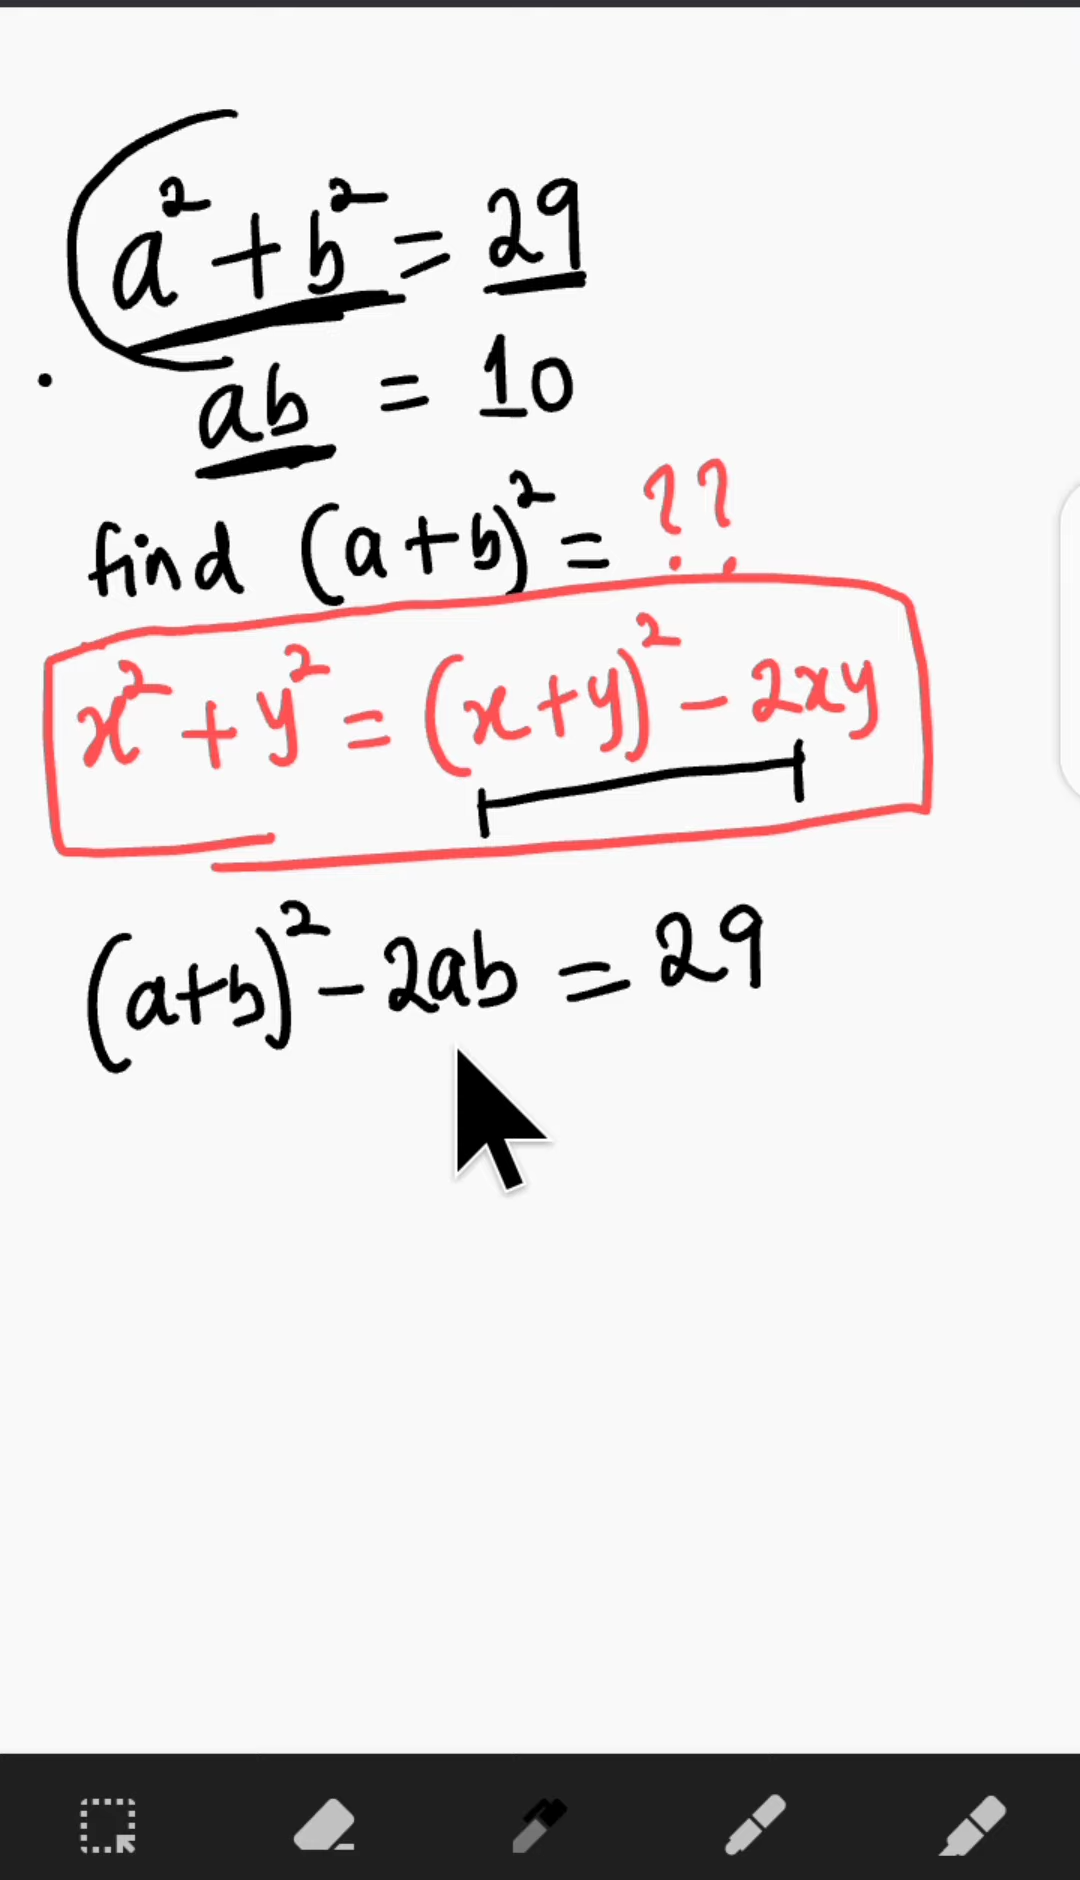 a² + b² = 29
ab = 10
find (a+b)² = ??
x² + y² = (x+y)² - 2xy
(a+b)² - 2ab = 29